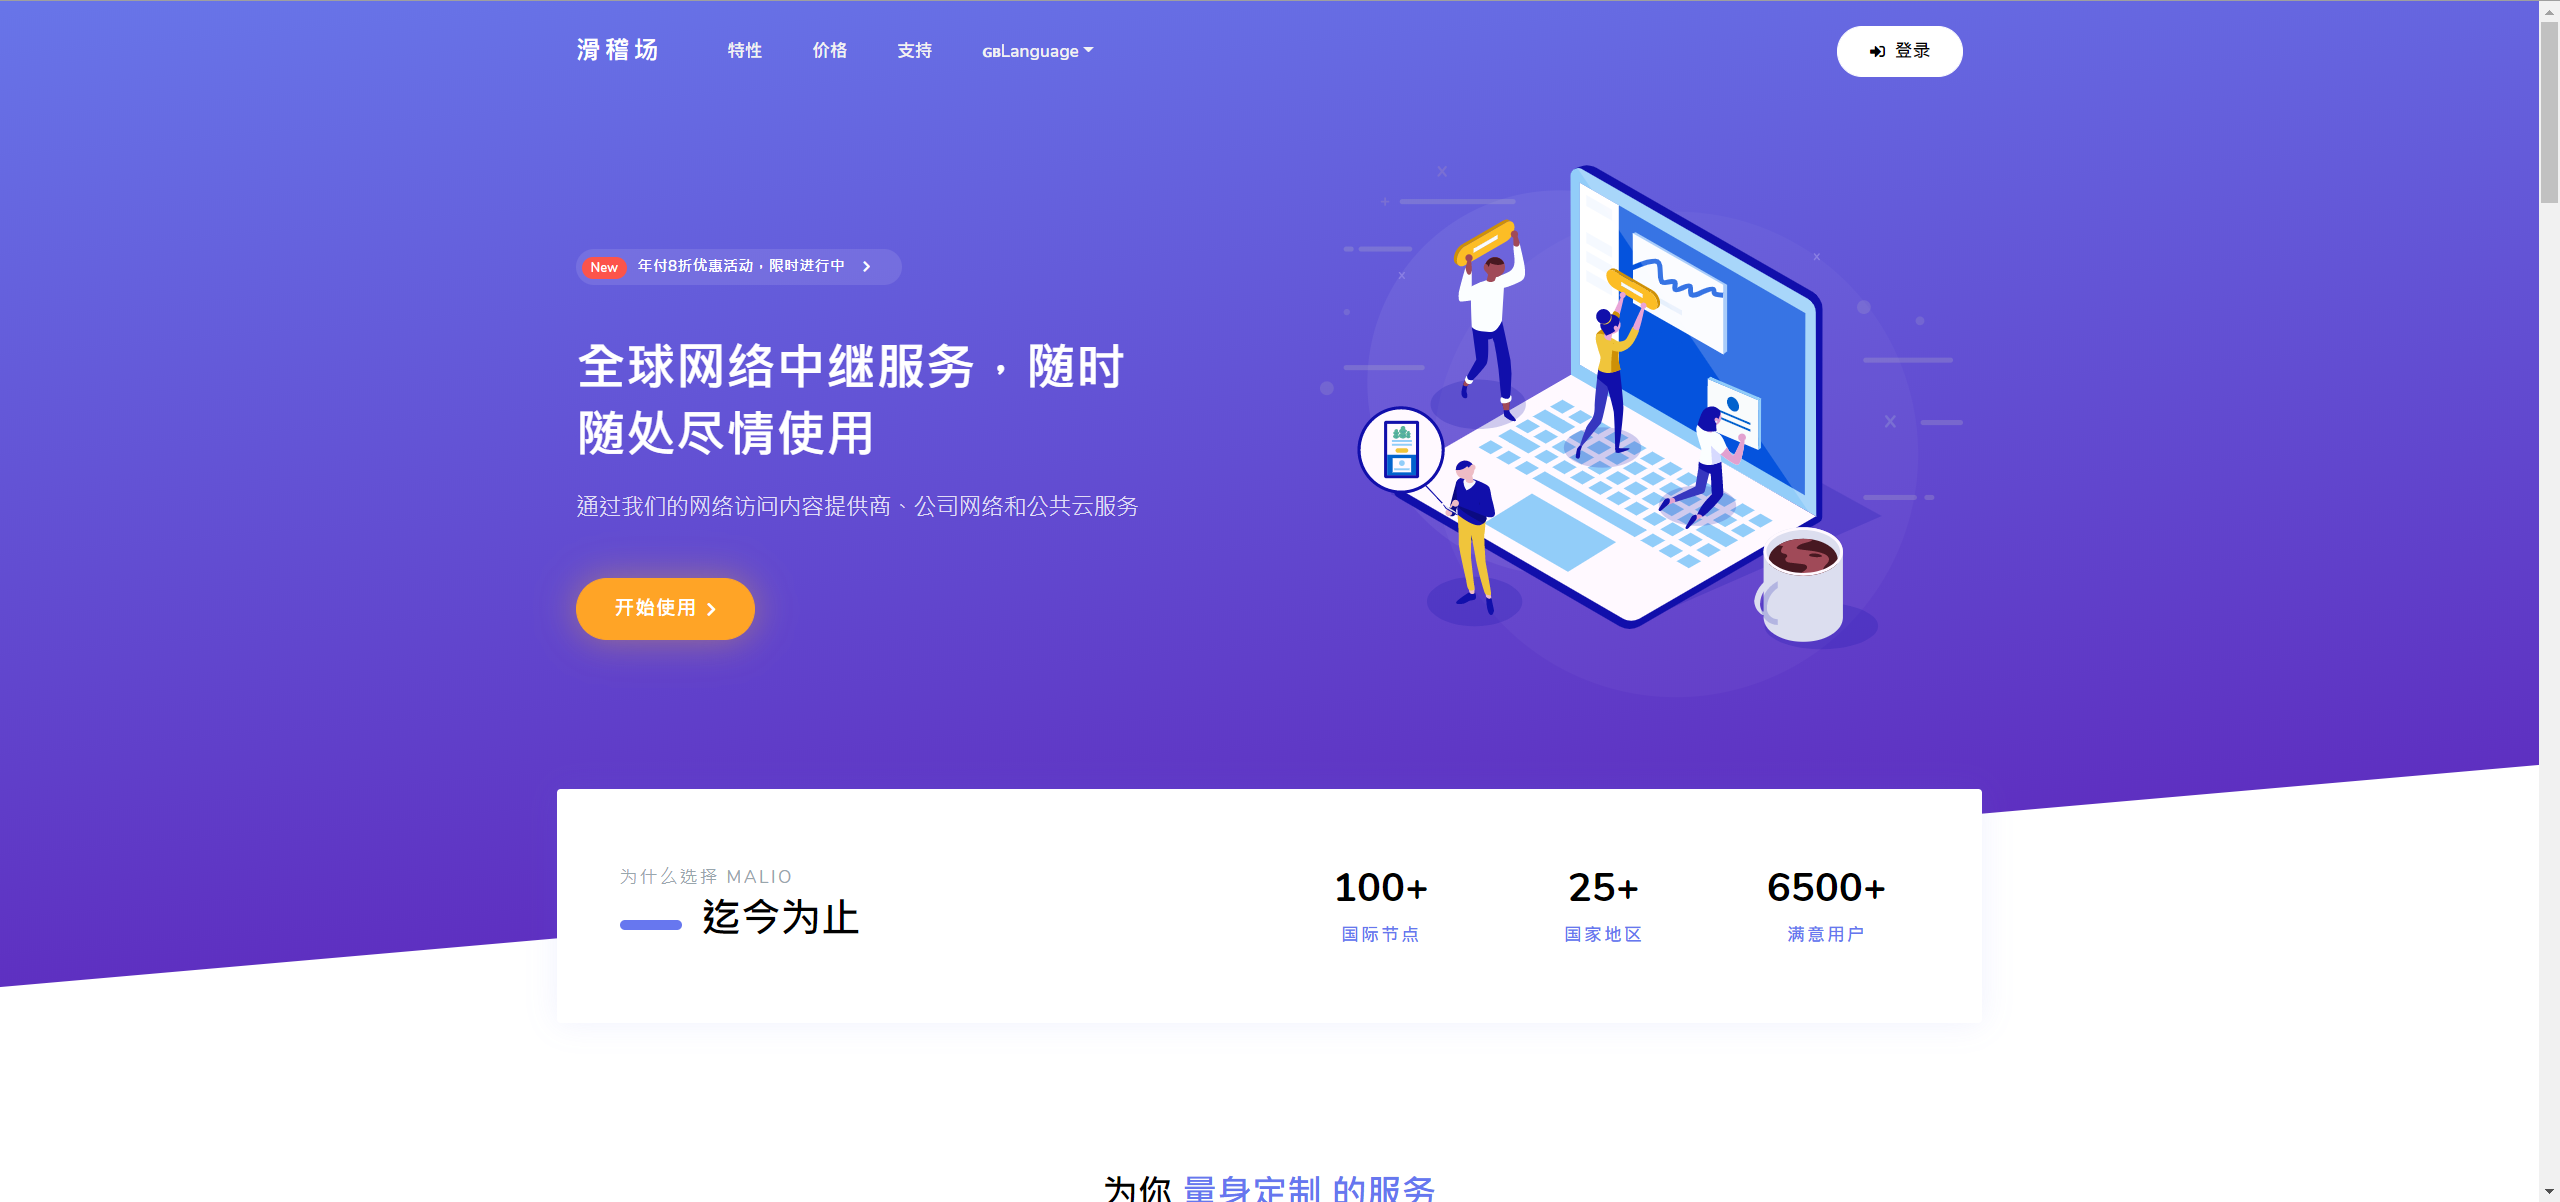 滑稽场
特性
价格
支持
GBLanguage
登录
New 年付8折优惠活动，限时进行中
全球网络中继服务，随时
随处尽情使用
通过我们的网络访问内容提供商、公司网络和公共云服务
开始使用
为什么选择 MALIO
迄今为止
100+
国际节点
25+
国家地区
6500+
满意用户
为你 量身定制 的服务